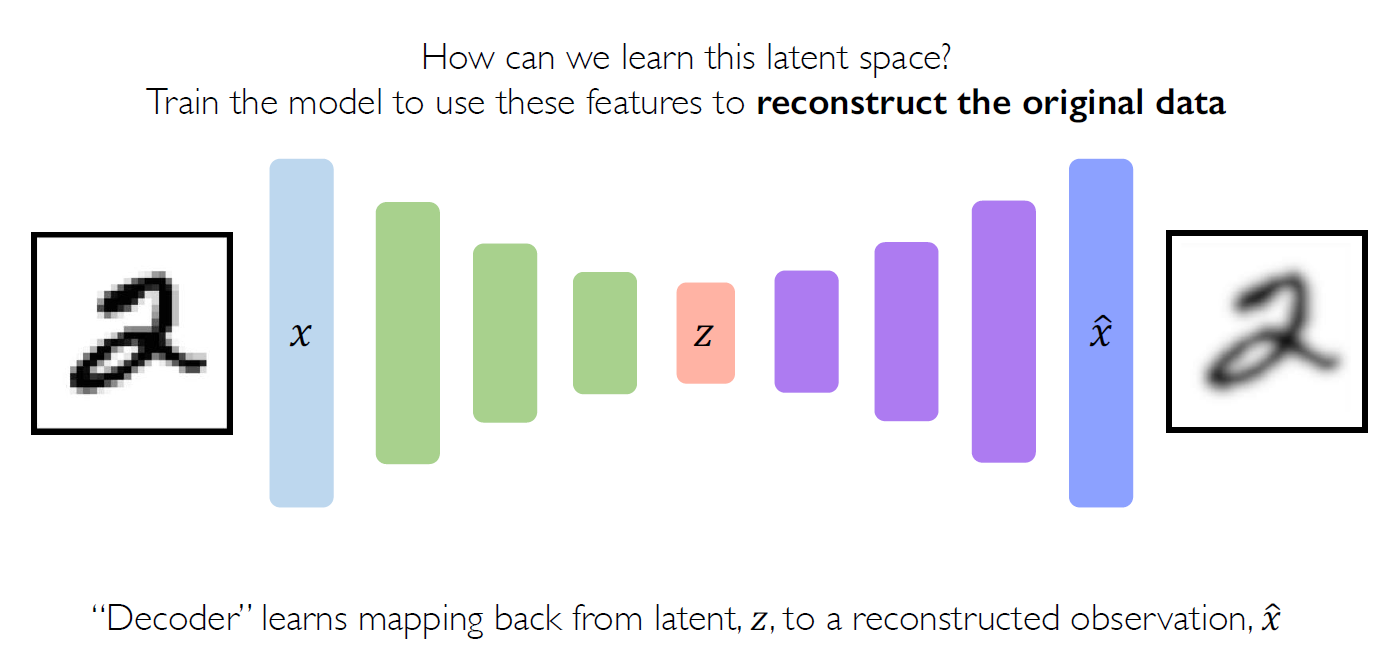 How can we learn this latent space?
Train the model to use these features to reconstruct the original data
x
z
x̂
“Decoder” learns mapping back from latent, z, to a reconstructed observation, x̂